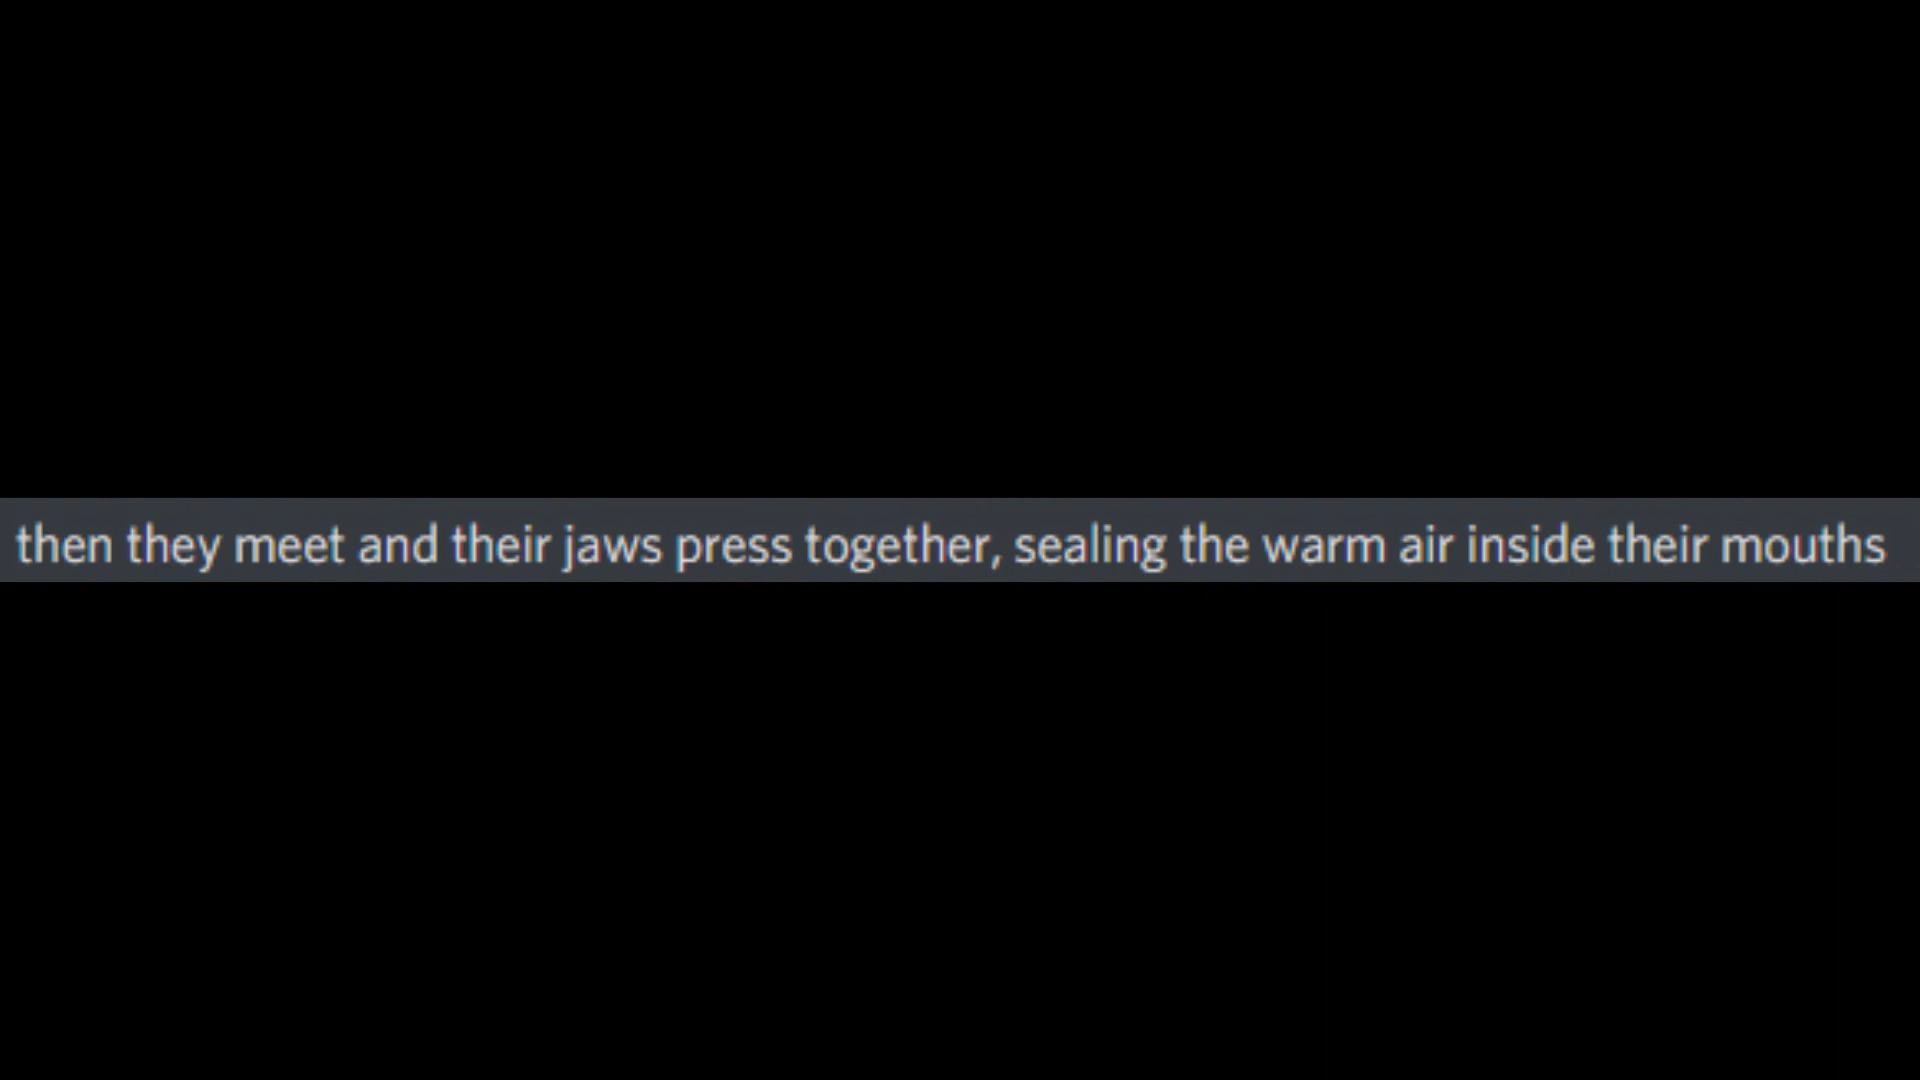 then they meet and their jaws press together, sealing the warm air inside their mouths